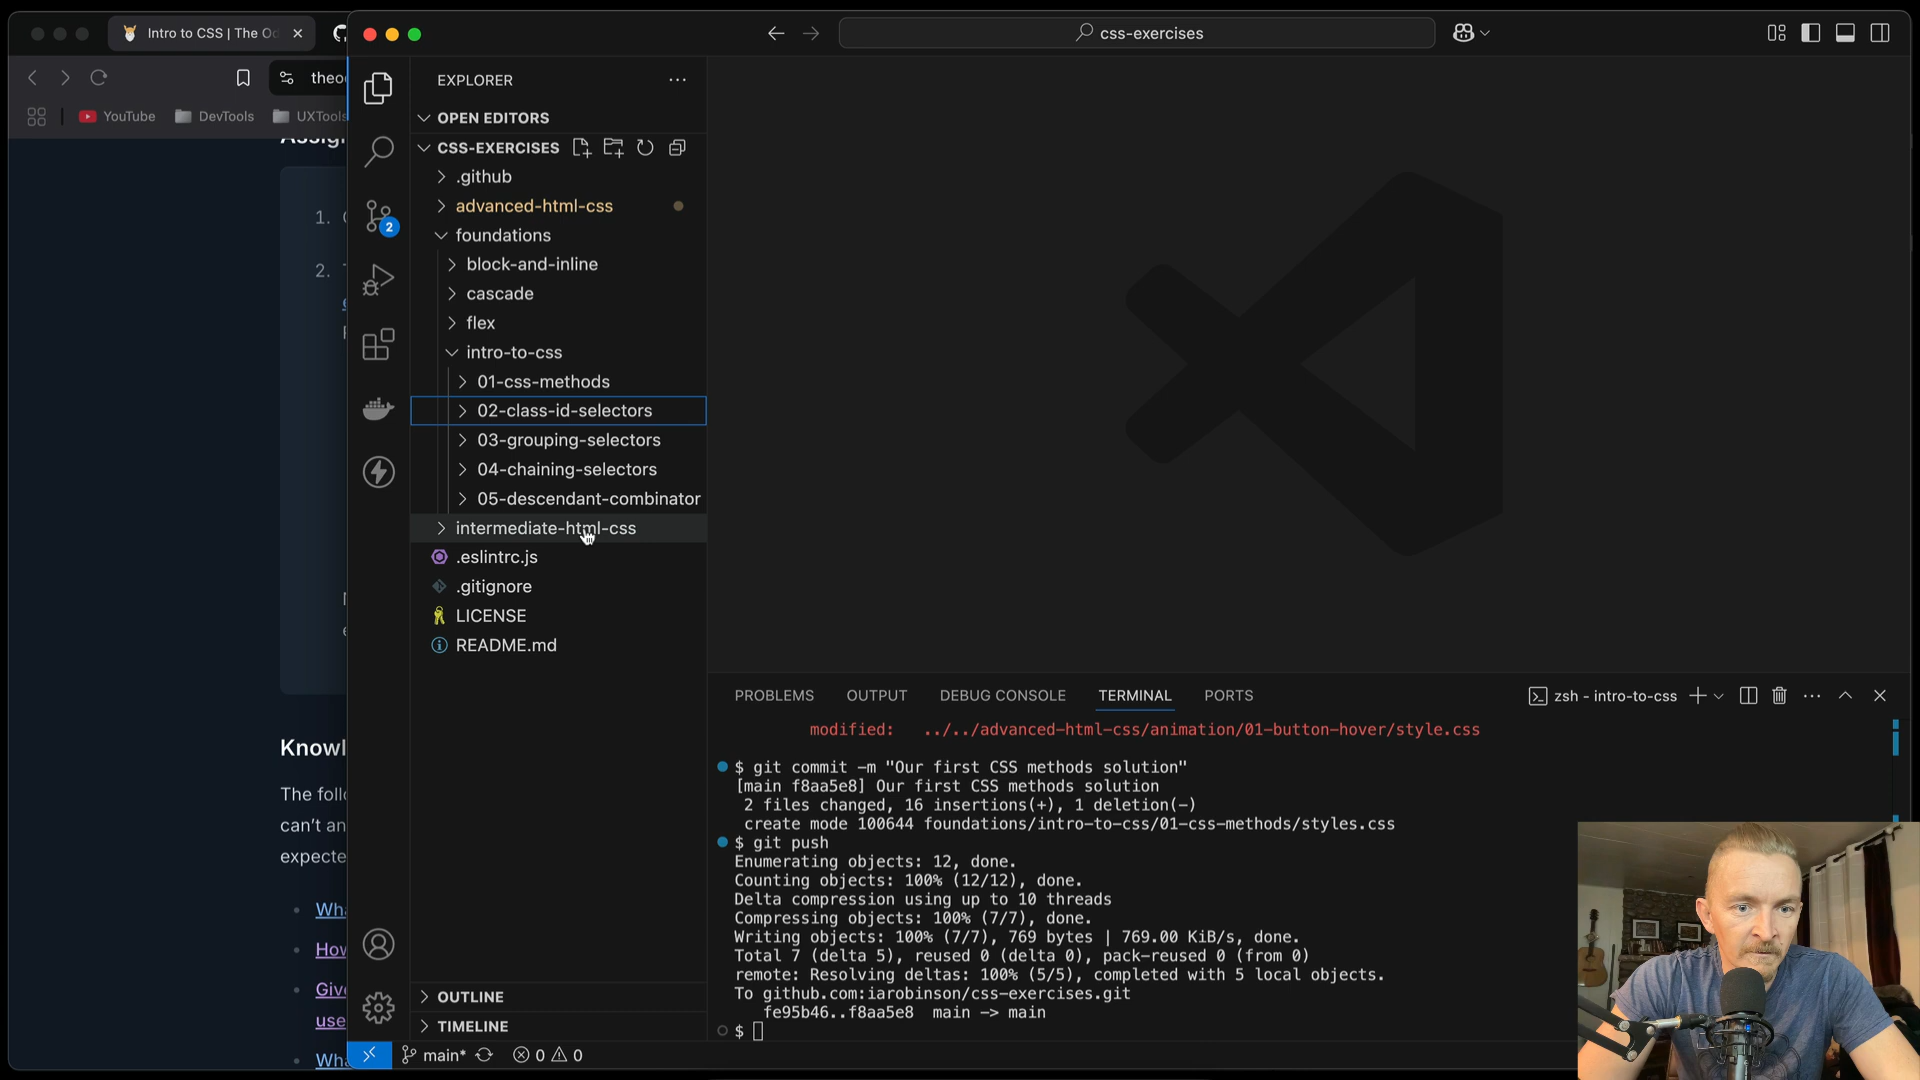 Intro to CSS | The Od
css-exercises
theo
YouTube
DevTools
UXTools
EXPLORER
OPEN EDITORS
CSS-EXERCISES
.github
advanced-html-css
foundations
block-and-inline
cascade
flex
intro-to-css
01-css-methods
02-class-id-selectors
03-grouping-selectors
04-chaining-selectors
05-descendant-combinator
intermediate-html-css
.eslintrc.js
.gitignore
LICENSE
README.md
OUTLINE
TIMELINE
2
main*
0
0
1.
2.
Knowl
The foll
can't an
expecte
Wha
How
Give
use
Wha
PROBLEMS
OUTPUT
DEBUG CONSOLE
TERMINAL
PORTS
zsh - intro-to-css
modified: ../../advanced-html-css/animation/01-button-hover/style.css
$ git commit -m "Our first CSS methods solution"
[main f8aa5e8] Our first CSS methods solution
2 files changed, 16 insertions(+), 1 deletion(-)
create mode 100644 foundations/intro-to-css/01-css-methods/styles.css
$ git push
Enumerating objects: 12, done.
Counting objects: 100% (12/12), done.
Delta compression using up to 10 threads
Compressing objects: 100% (7/7), done.
Writing objects: 100% (7/7), 769 bytes | 769.00 KiB/s, done.
Total 7 (delta 5), reused 0 (delta 0), pack-reused 0 (from 0)
remote: Resolving deltas: 100% (5/5), completed with 5 local objects.
To github.com:iarobinson/css-exercises.git
fe95b46..f8aa5e8 main -> main
$